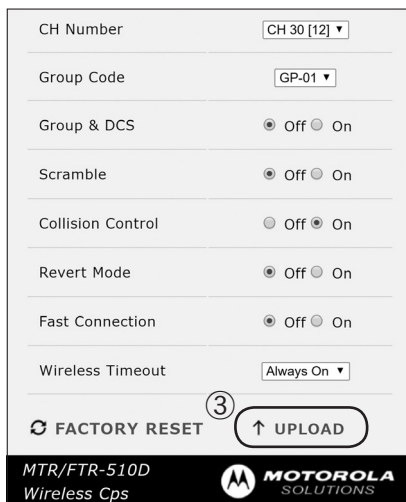 CH Number CH 30 [12] ▼
Group Code GP-01 ▼
Group & DCS Off On
Scramble Off On
Collision Control Off On
Revert Mode Off On
Fast Connection Off On
Wireless Timeout Always On ▼
③
FACTORY RESET ↑ UPLOAD
MTR/FTR-510D
Wireless Cps
MOTOROLA
SOLUTIONS